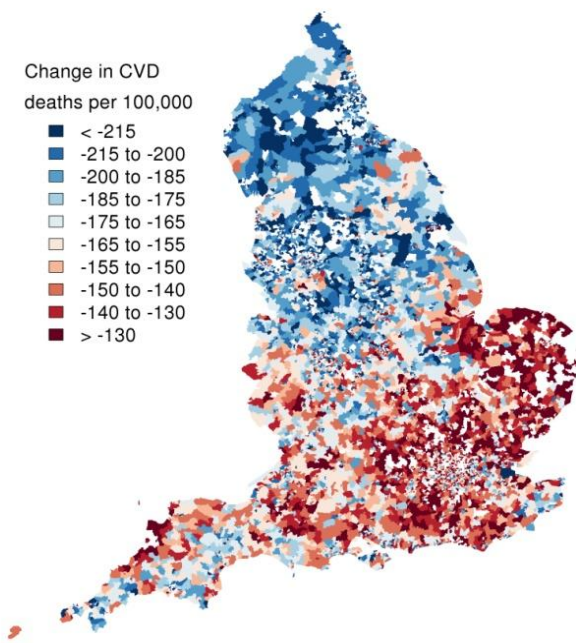 Change in CVD
deaths per 100,000
< -215
-215 to -200
-200 to -185
-185 to -175
-175 to -165
-165 to -155
-155 to -150
-150 to -140
-140 to -130
> -130